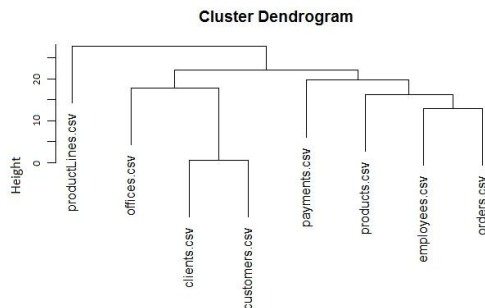 Cluster Dendrogram
Height
20
10
0
productLines.csv
offices.csv
clients.csv
customers.csv
payments.csv
products.csv
employees.csv
orders.csv